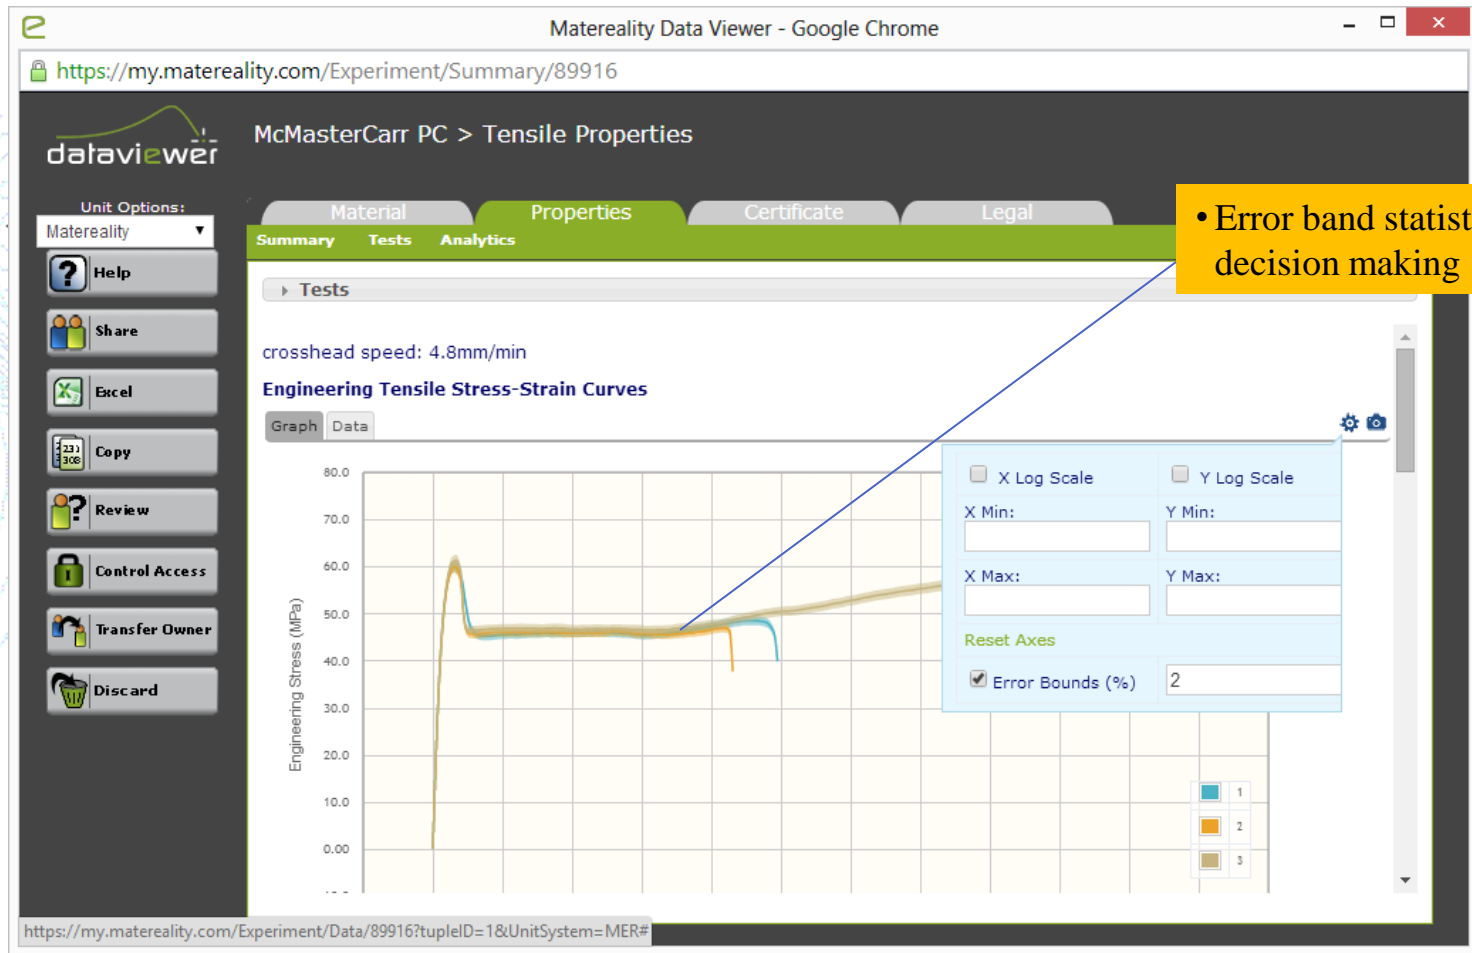 Matereality Data Viewer - Google Chrome
https://my.matereality.com/Experiment/Summary/89916
dataviewer
McMasterCarr PC > Tensile Properties
Unit Options:
Matereality
Material
Properties
Certificate
Legal
Summary
Tests
Analytics
• Error band statist
decision making
Help
Share
Excel
Copy
Review
Control Access
Transfer Owner
Discard
Tests
crosshead speed: 4.8mm/min
Engineering Tensile Stress-Strain Curves
Graph
Data
X Log Scale
Y Log Scale
X Min:
Y Min:
X Max:
Y Max:
Reset Axes
Error Bounds (%)
2
Engineering Stress (MPa)
80.0
70.0
60.0
50.0
40.0
30.0
20.0
10.0
0.00
1
2
3
https://my.matereality.com/Experiment/Data/89916?tupleID=1&UnitSystem=MER#